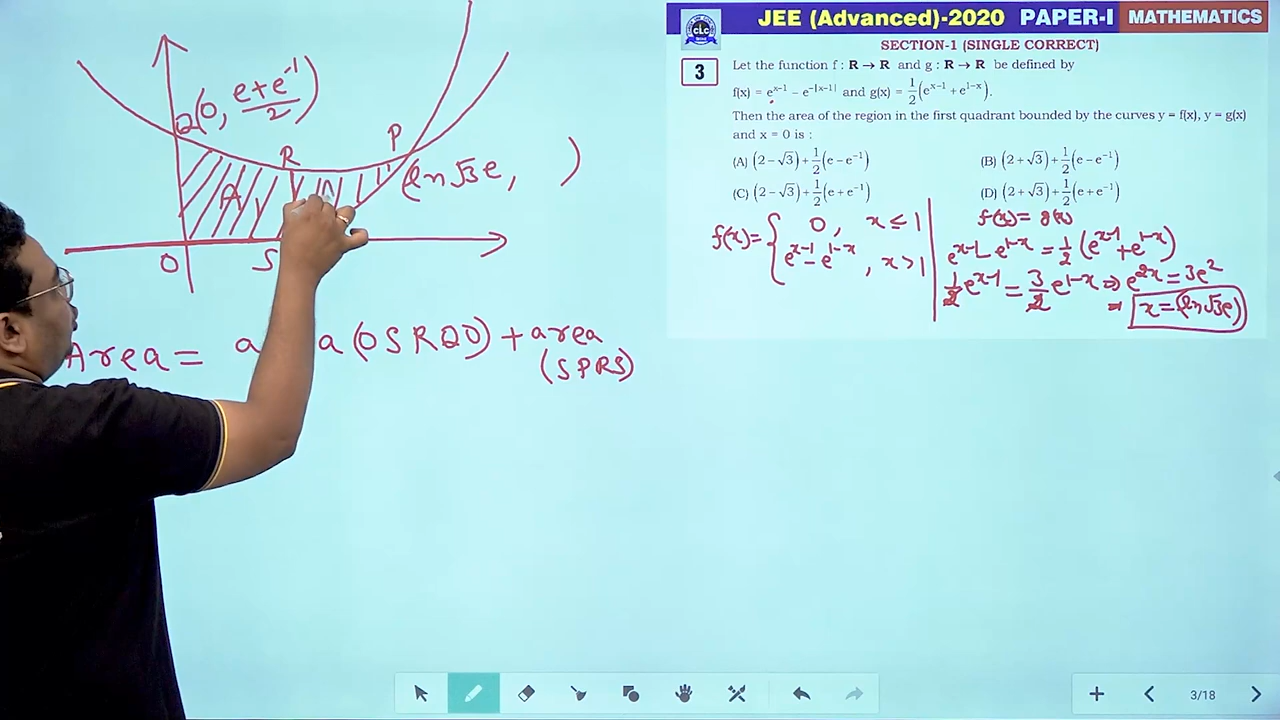 JEE (Advanced)-2020 PAPER-I MATHEMATICS
CLC
SECTION-1 (SINGLE CORRECT)
3
Let the function f : R → R and g : R → R be defined by
f(x) = e^{x−1} − e^{−|x−1|} and g(x) = 1/2(e^{x−1} + e^{1−x}).
Then the area of the region in the first quadrant bounded by the curves y = f(x), y = g(x)
and x = 0 is :
(A) (2−√3)+1/2(e−e^{−1}) (B) (2+√3)+1/2(e−e^{−1})
(C) (2−√3)+1/2(e+e^{−1}) (D) (2+√3)+1/2(e+e^{−1})
f(x)= { 0, x ≤ 1
e^{x-1} − e^{1-x}, x > 1
f(x) = g(x)
e^{x-1} − e^{1-x} = 1/2 (e^{x-1} + e^{1-x})
1/2 e^{x-1} = 3/2 e^{1-x} ⇒ e^{2x} = 3e^2
⇒ x = (ln √3e)
Q(0, e+e^{-1}/2)
R P
(ln √3e, )
A
O S
Area = a a (OSRQO) + area
(SPRS)
3/18